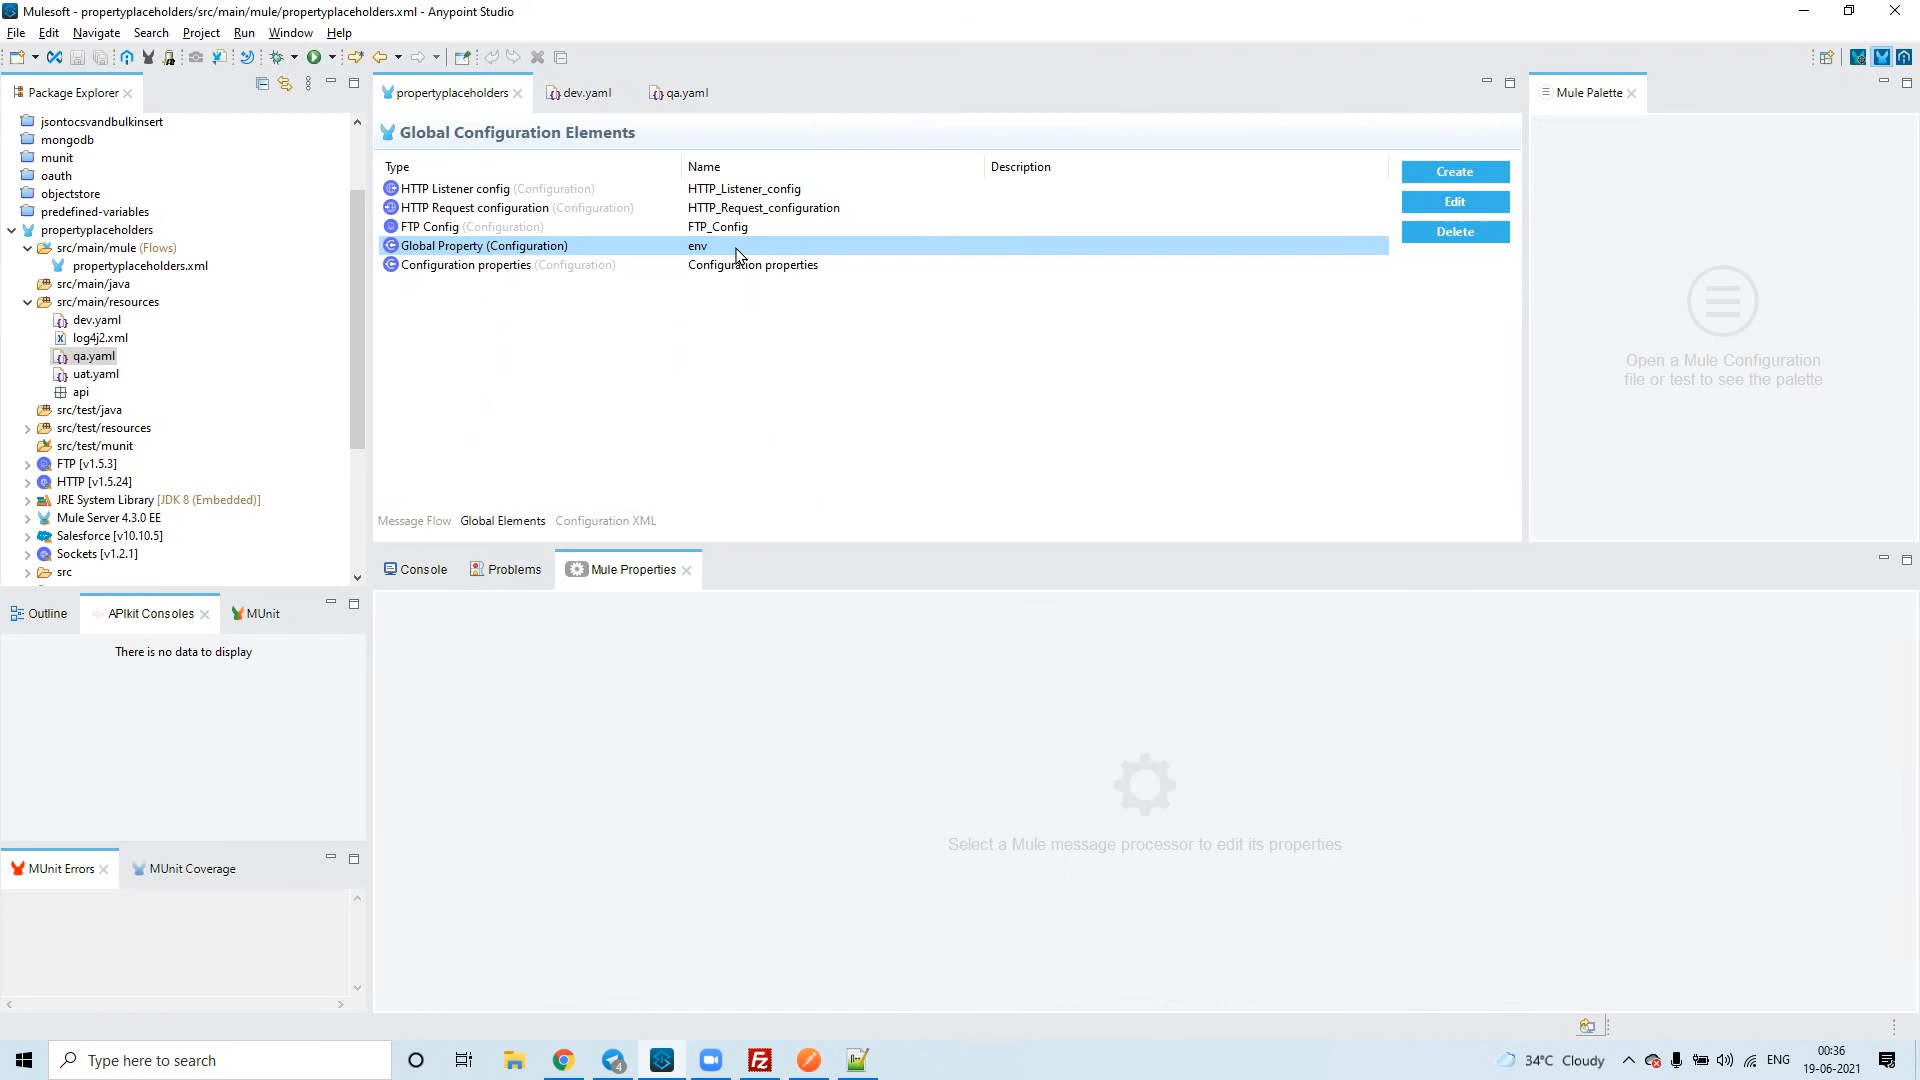 Mulesoft - propertyplaceholders/src/main/mule/propertyplaceholders.xml - Anypoint Studio
File Edit Navigate Search Project Run Window Help
Package Explorer
jsontocsvandbulkinsert
mongodb
munit
oauth
objectstore
predefined-variables
propertyplaceholders
src/main/mule (Flows)
propertyplaceholders.xml
src/main/java
src/main/resources
dev.yaml
log4j2.xml
qa.yaml
uat.yaml
api
src/test/java
src/test/resources
src/test/munit
FTP [v1.5.3]
HTTP [v1.5.24]
JRE System Library [JDK 8 (Embedded)]
Mule Server 4.3.0 EE
Salesforce [v10.10.5]
Sockets [v1.2.1]
src
propertyplaceholders dev.yaml qa.yaml
Global Configuration Elements
Type Name Description
HTTP Listener config (Configuration) HTTP_Listener_config
HTTP Request configuration (Configuration) HTTP_Request_configuration
FTP Config (Configuration) FTP_Config
Global Property (Configuration) env
Configuration properties (Configuration) Configuration properties
Create
Edit
Delete
Message Flow Global Elements Configuration XML
Mule Palette
Open a Mule Configuration
file or test to see the palette
Console Problems Mule Properties
Select a Mule message processor to edit its properties
Outline APIkit Consoles MUnit
There is no data to display
MUnit Errors MUnit Coverage
Type here to search
4
34°C Cloudy
ENG
00:36
19-06-2021